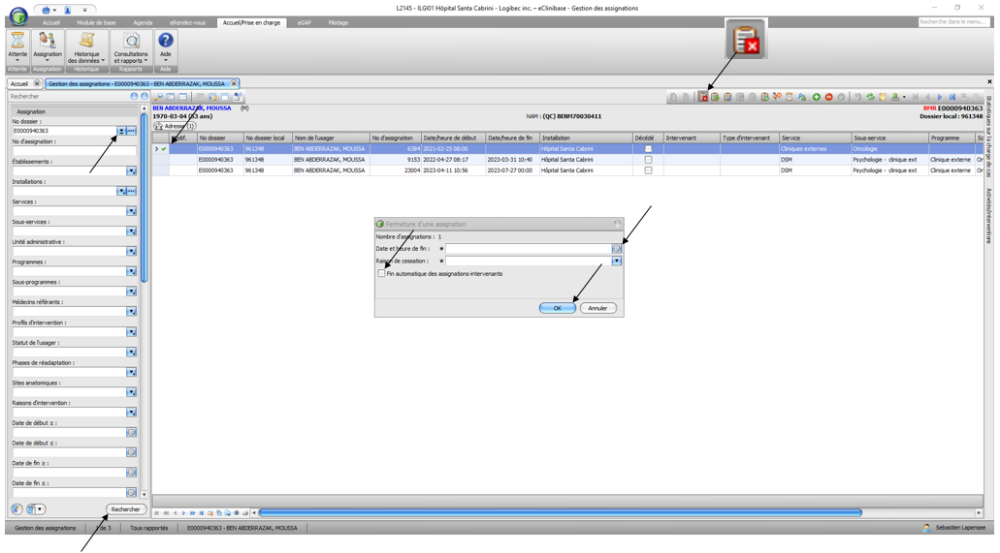 L2145 - ILGI01 Hôpital Santa Cabrini - Logibec inc. – eClinibase - Gestion des assignations
Accueil Module de base Agenda eRendez-vous Accueil/Prise en charge eGAP Pilotage
Recherche dans le menu...
Attente Assignation Historique des données Consultations et rapports Aide
Attente Assignation Historique Rapports Aide
Accueil Gestion des assignations - E0000940363 - BEN ABDERRAZAK, MOUSSA
Rechercher
BEN ABDERRAZAK, MOUSSA (M)
BMR E0000940363
1970-03-04 (53 ans)
NAM : (QC) BENM70030411
Dossier local : 961348
Adresse (1)
No dossier No dossier local Nom de l'usager No d'assignation Date/heure de début Date/heure de fin Installation Décédé Intervenant Type d'intervenant Service Sous-service Programme
E0000940363 961348 BEN ABDERRAZAK, MOUSSA 6384 2021-02-25 08:00 Hôpital Santa Cabrini Cliniques externes Oncologie
E0000940363 961348 BEN ABDERRAZAK, MOUSSA 9153 2022-04-27 08:17 2023-03-31 10:40 Hôpital Santa Cabrini DSM Psychologie - clinique ext Clinique externe
E0000940363 961348 BEN ABDERRAZAK, MOUSSA 23004 2023-04-11 10:56 2023-07-27 00:00 Hôpital Santa Cabrini DSM Psychologie - clinique ext Clinique externe
Assignation
No dossier :
E0000940363
No d'assignation :
Établissements :
Installations :
Services :
Sous-services :
Unité administrative :
Programmes :
Sous-programmes :
Médecins référants :
Profils d'intervention :
Statut de l'usager :
Phases de réadaptation :
Sites anatomiques :
Raisons d'intervention :
Date de début ≥ :
Date de début ≤ :
Date de fin ≥ :
Date de fin ≤ :
Rechercher
Fermeture d'une assignation
Nombre d'assignations : 1
Date et heure de fin : ★
Raison de cessation : ★
Fin automatique des assignations-intervenants
OK Annuler
Statistiques sur la charge de cas
Activités/Interventions
Gestion des assignations de 3 Tous rapportés E0000940363 - BEN ABDERRAZAK, MOUSSA
Sebastien Lapensee